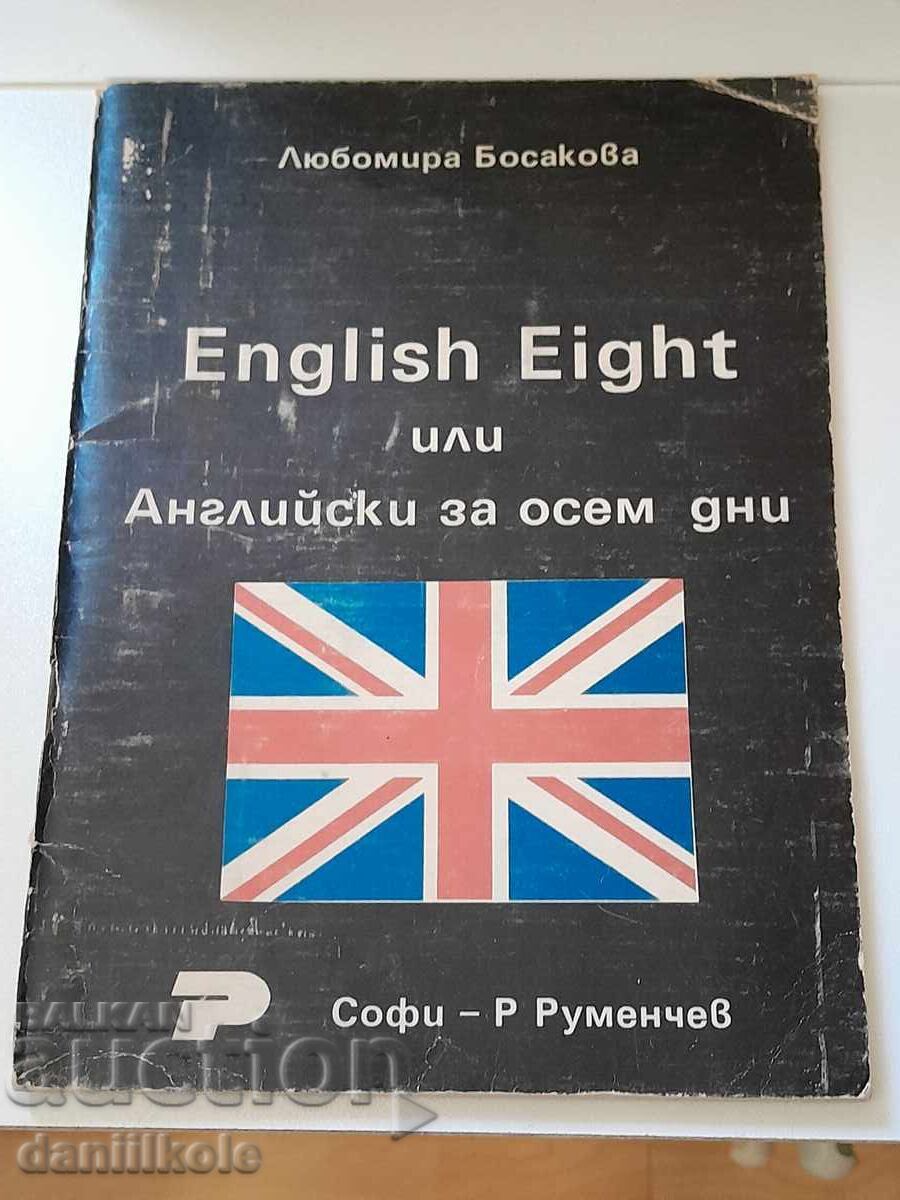 Любомира Босакова
English Eight
или
Английски за осем дни
Р
Софи – Р Руменчев
BALKAN
auction
daniilkole